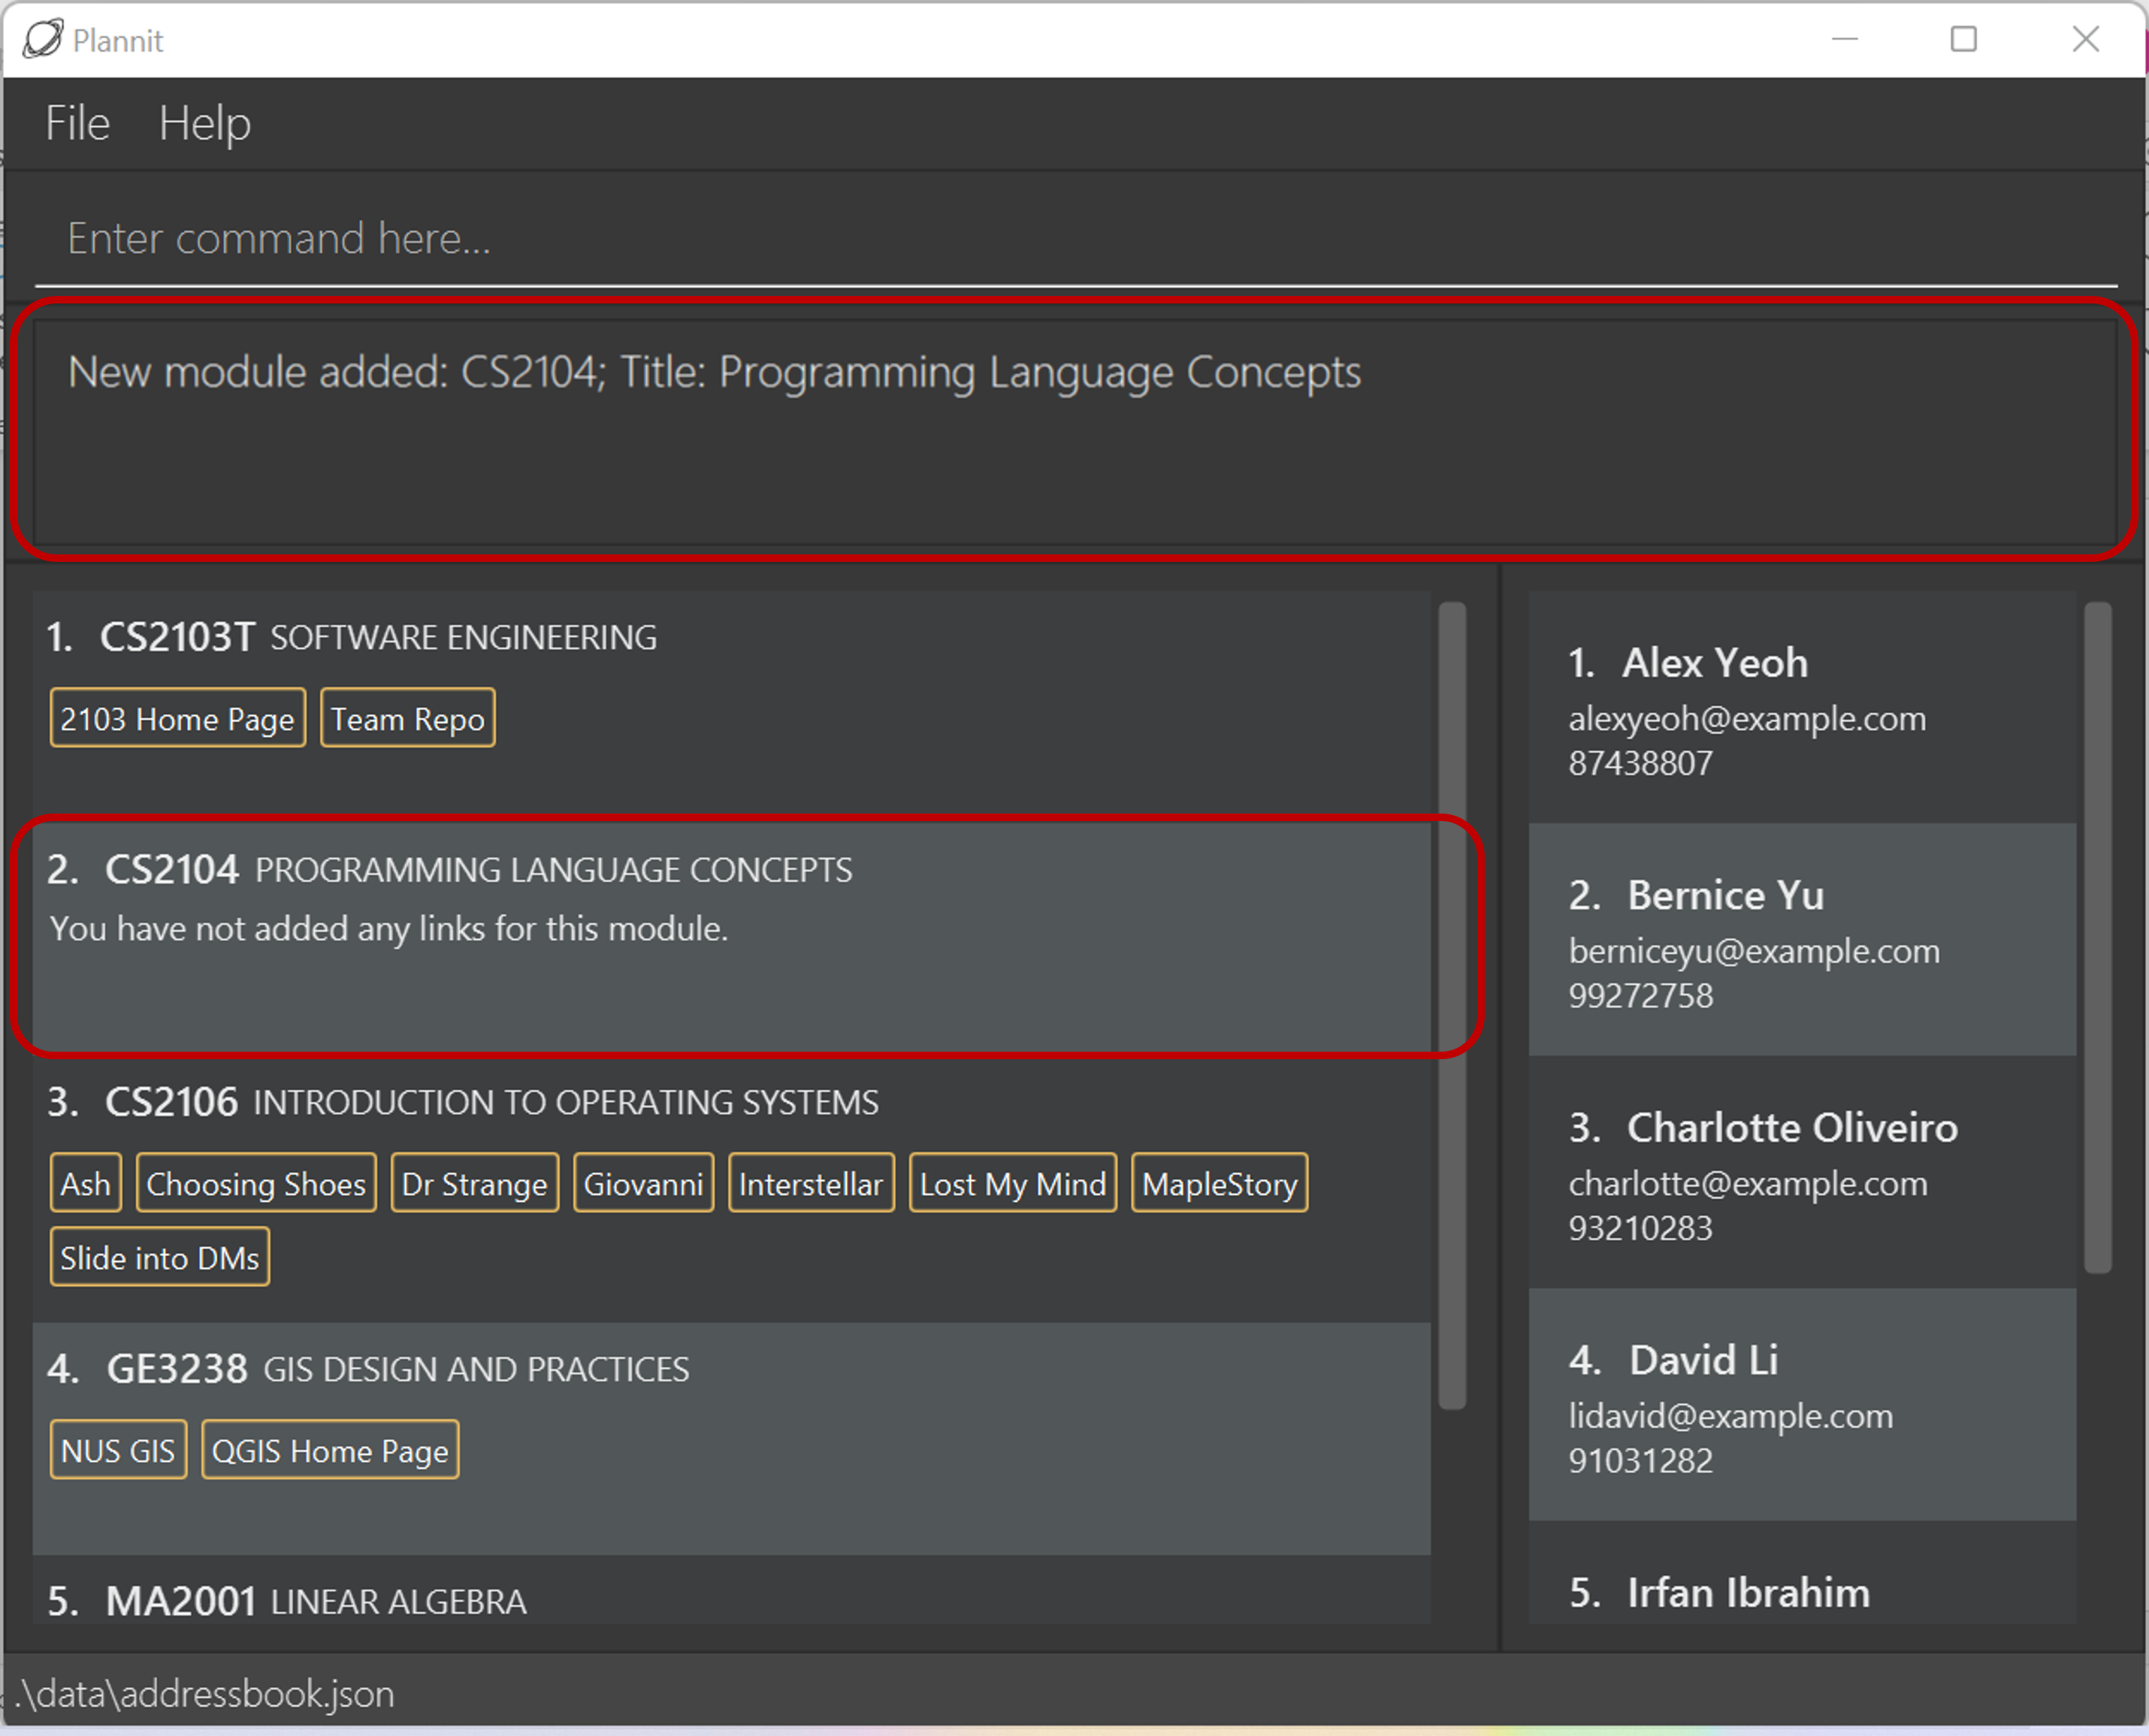 Plannit
File Help
Enter command here...
New module added: CS2104; Title: Programming Language Concepts
1. CS2103T SOFTWARE ENGINEERING
2103 Home Page Team Repo
2. CS2104 PROGRAMMING LANGUAGE CONCEPTS
You have not added any links for this module.
3. CS2106 INTRODUCTION TO OPERATING SYSTEMS
Ash Choosing Shoes Dr Strange Giovanni Interstellar Lost My Mind MapleStory
Slide into DMs
4. GE3238 GIS DESIGN AND PRACTICES
NUS GIS QGIS Home Page
5. MA2001 LINEAR ALGEBRA
1. Alex Yeoh
alexyeoh@example.com
87438807
2. Bernice Yu
berniceyu@example.com
99272758
3. Charlotte Oliveiro
charlotte@example.com
93210283
4. David Li
lidavid@example.com
91031282
5. Irfan Ibrahim
.\data\addressbook.json